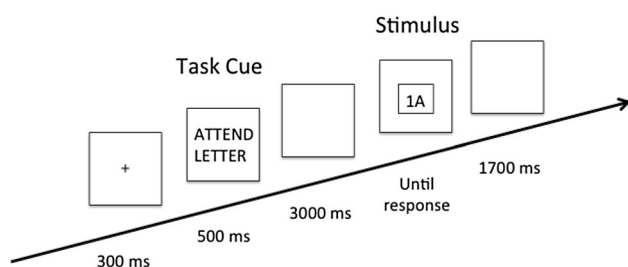 Stimulus
Task Cue
+
ATTEND
LETTER
1A
300 ms
500 ms
3000 ms
Until
response
1700 ms